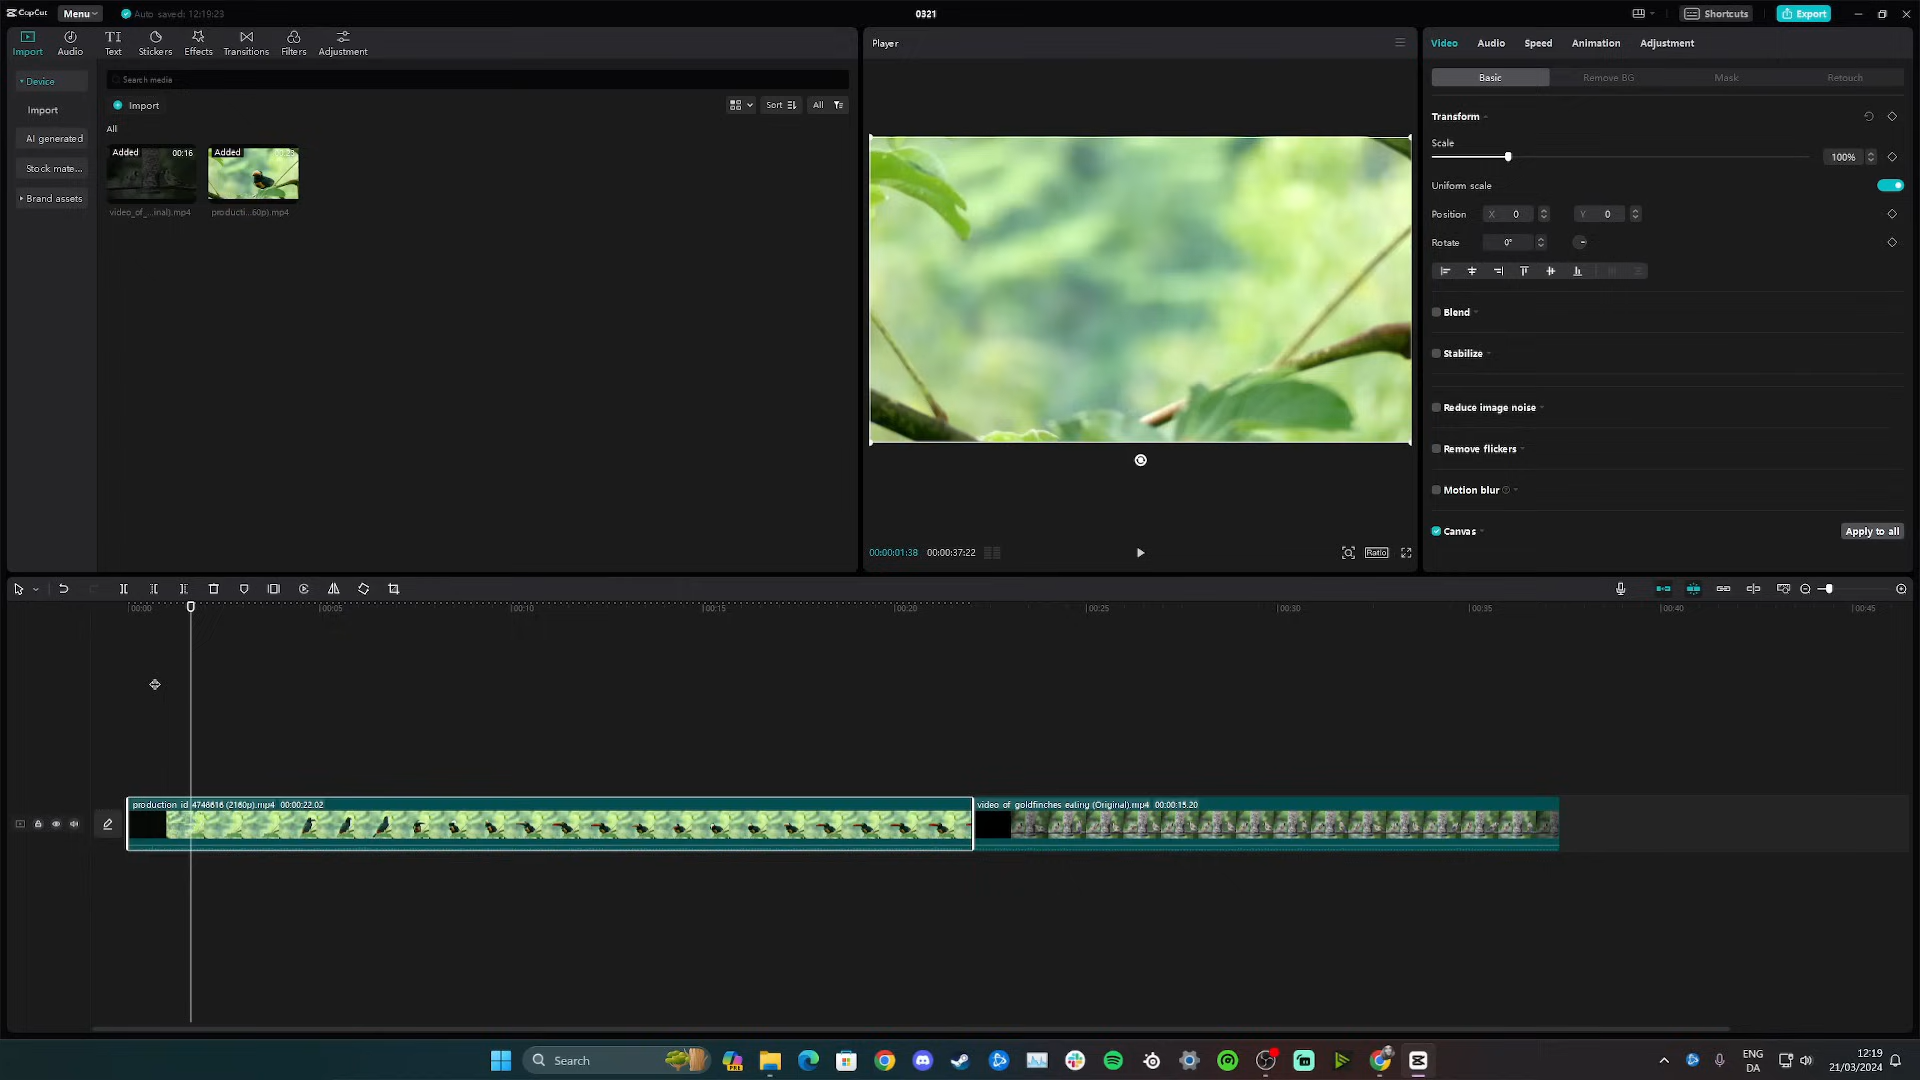 CapCut Menu Auto saved: 12:19:23 0321 Shortcuts Export
Import Audio Text Stickers Effects Transitions Filters Adjustment
Device
Import
AI generated
Stock mate...
Brand assets
Search media
Import
Sort All
All
Added 00:16
video_of_...inal).mp4
Added
producti...60p).mp4
Player
00:00:01:38 00:00:37:22
Ratio
Video Audio Speed Animation Adjustment
Basic Remove BG Mask Retouch
Transform
Scale
100%
Uniform scale
Position X 0 Y 0
Rotate 0°
Blend
Stabilize
Reduce image noise
Remove flickers
Motion blur
Canvas Apply to all
00:00 00:05 00:10 00:15 00:20 00:25 00:30 00:35 00:40 00:45
production id 4748616 (2160p).mp4 00:00:22:02
video of goldfinches eating (Original).mp4 00:00:15:20
Search
ENG
DA
12:19
21/03/2024